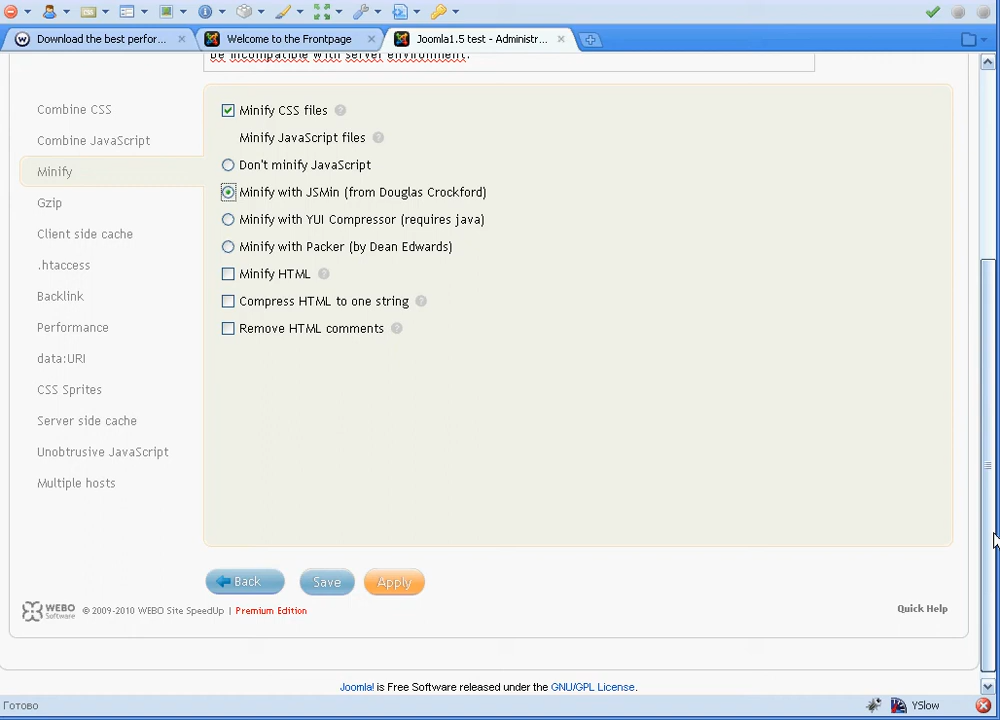 Download the best perfor...
Welcome to the Frontpage
Joomla1.5 test - Administr...
be incompatible with server environment.
Combine CSS
Combine JavaScript
Minify
Gzip
Client side cache
.htaccess
Backlink
Performance
data:URI
CSS Sprites
Server side cache
Unobtrusive JavaScript
Multiple hosts
Minify CSS files
Minify JavaScript files
Don't minify JavaScript
Minify with JSMin (from Douglas Crockford)
Minify with YUI Compressor (requires java)
Minify with Packer (by Dean Edwards)
Minify HTML
Compress HTML to one string
Remove HTML comments
Back
Save
Apply
WEBO Software © 2009-2010 WEBO Site SpeedUp | Premium Edition
Quick Help
Joomla! is Free Software released under the GNU/GPL License.
Готово
YSlow